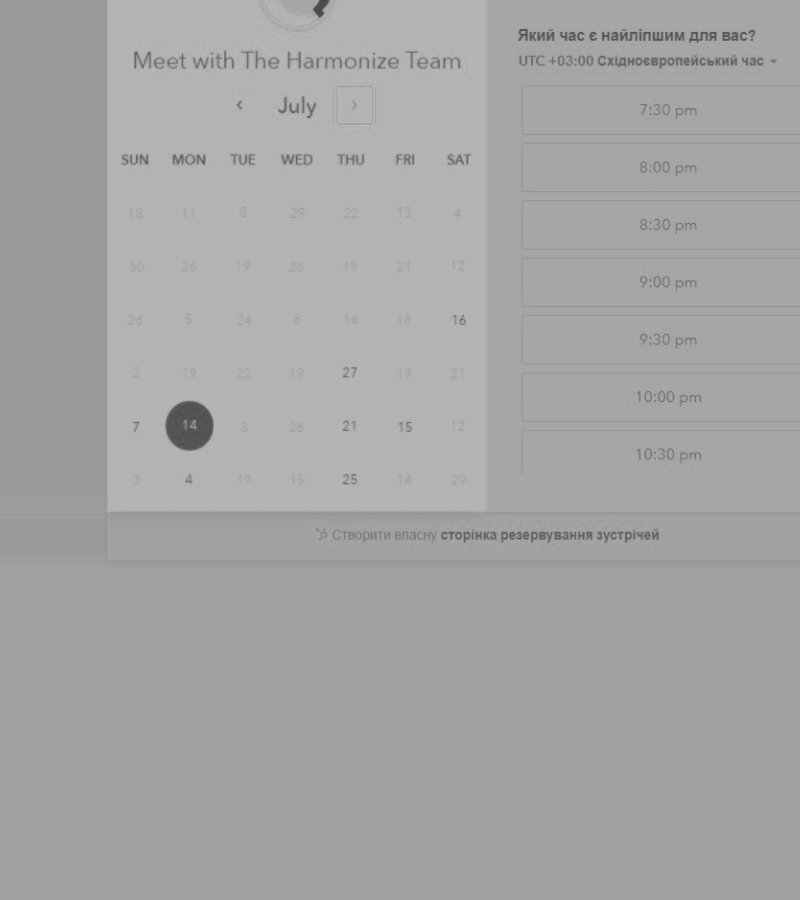 Meet with The Harmonize Team
July
SUN MON TUE WED THU FRI SAT
18 11 8 29 22 13 4
30 26 19 26 19 21 12
26 5 24 8 16 18 16
2 19 22 19 27 19 21
7 14 3 26 21 15 12
3 4 17 15 25 14 29
Який час є найліпшим для вас?
UTC +03:00 Східноєвропейський час
7:30 pm
8:00 pm
8:30 pm
9:00 pm
9:30 pm
10:00 pm
10:30 pm
Створити власну сторінка резервування зустрічей